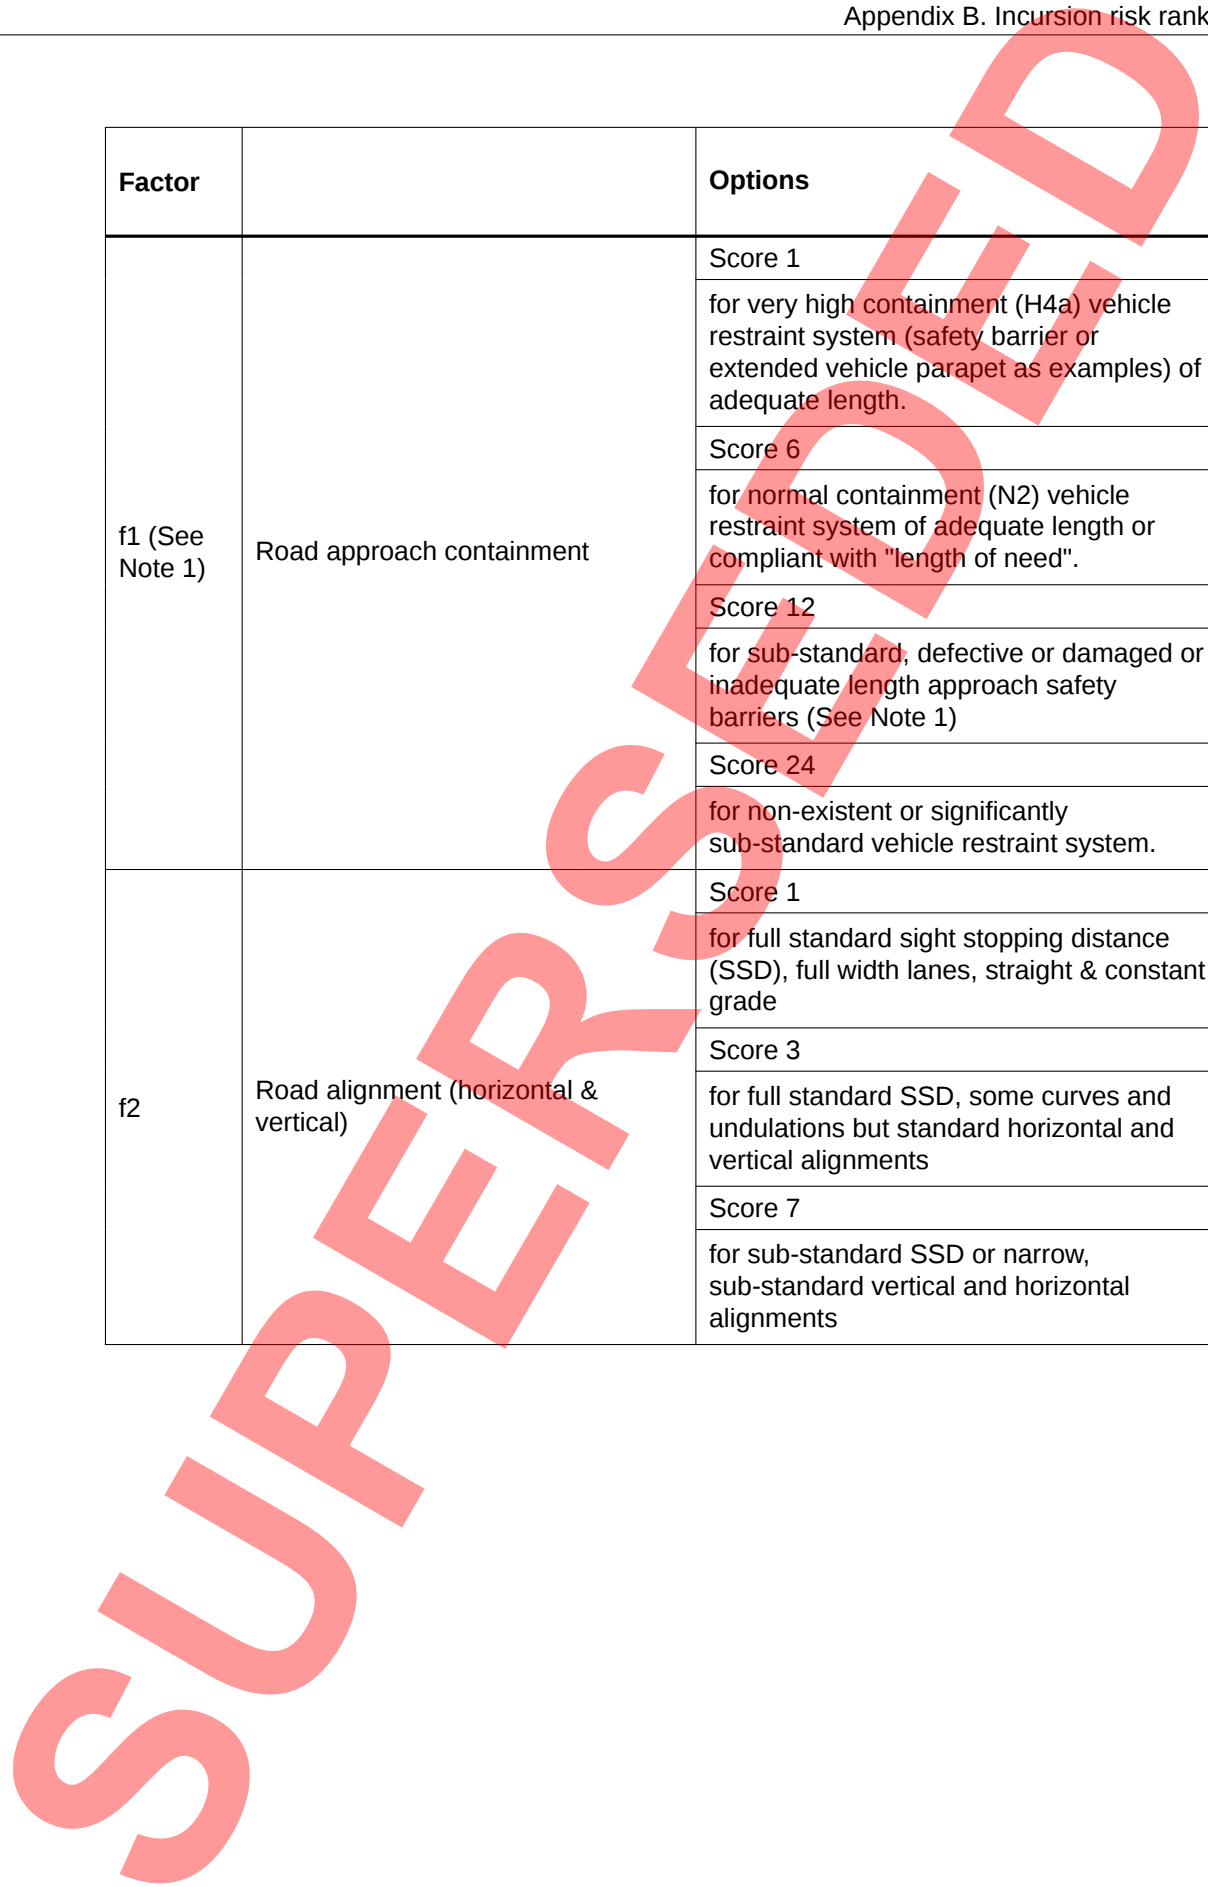 Appendix B. Incursion risk rank
Factor
Options
f1 (See
Note 1)
Road approach containment
Score 1
for very high containment (H4a) vehicle
restraint system (safety barrier or
extended vehicle parapet as examples) of
adequate length.
Score 6
for normal containment (N2) vehicle
restraint system of adequate length or
compliant with "length of need".
Score 12
for sub-standard, defective or damaged or
inadequate length approach safety
barriers (See Note 1)
Score 24
for non-existent or significantly
sub-standard vehicle restraint system.
f2
Road alignment (horizontal &
vertical)
Score 1
for full standard sight stopping distance
(SSD), full width lanes, straight & constant
grade
Score 3
for full standard SSD, some curves and
undulations but standard horizontal and
vertical alignments
Score 7
for sub-standard SSD or narrow,
sub-standard vertical and horizontal
alignments
SUPERSEDED